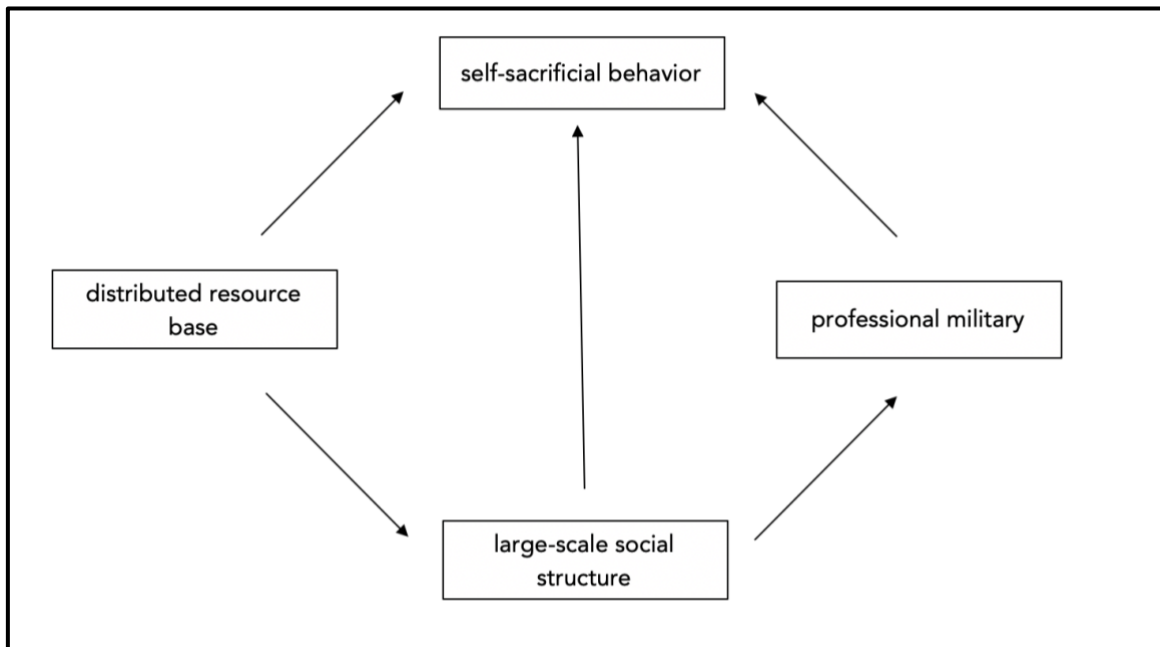 self-sacrificial behavior
distributed resource
base
professional military
large-scale social
structure